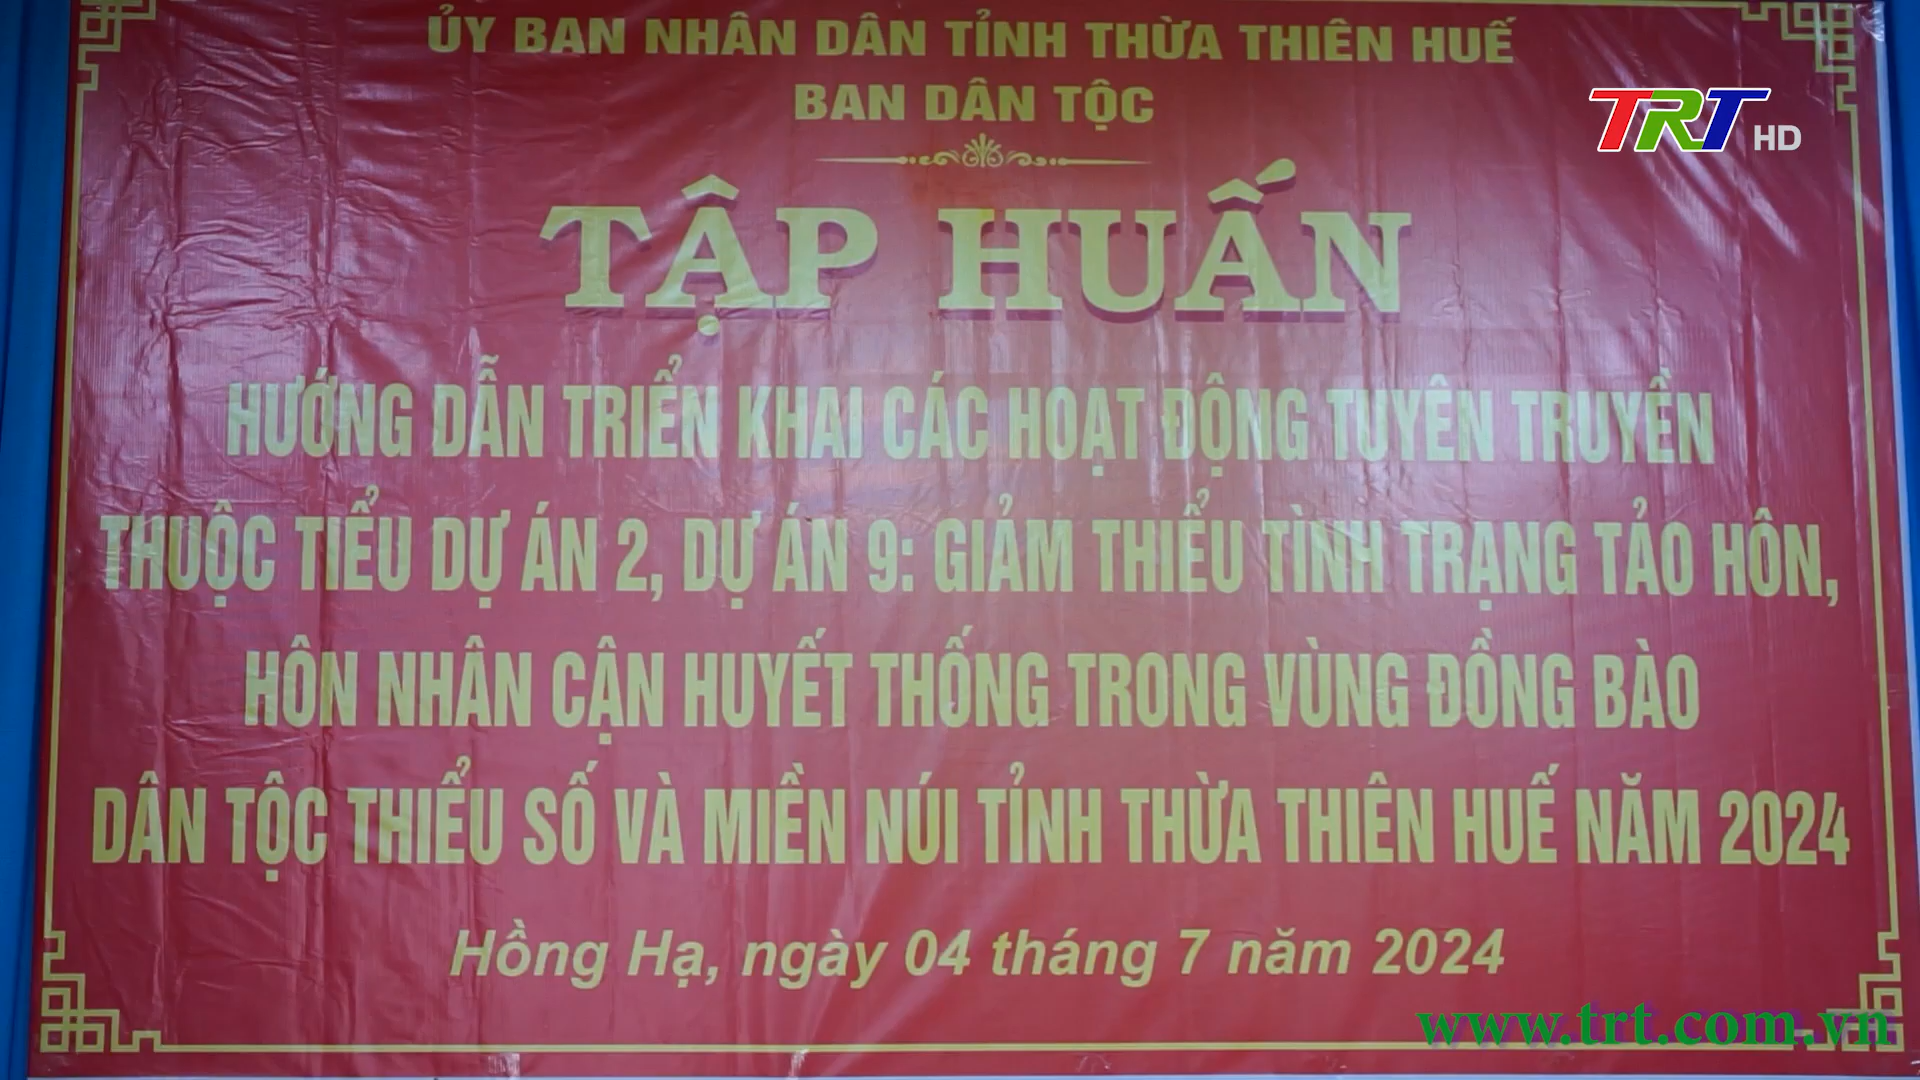 ỦY BAN NHÂN DÂN TỈNH THỪA THIÊN HUẾ
BAN DÂN TỘC
TRT HD
TẬP HUẤN
HƯỚNG DẪN TRIỂN KHAI CÁC HOẠT ĐỘNG TUYÊN TRUYỀN
THUỘC TIỂU DỰ ÁN 2, DỰ ÁN 9: GIẢM THIỂU TÌNH TRẠNG TẢO HÔN,
HÔN NHÂN CẬN HUYẾT THỐNG TRONG VÙNG ĐỒNG BÀO
DÂN TỘC THIỂU SỐ VÀ MIỀN NÚI TỈNH THỪA THIÊN HUẾ NĂM 2024
Hồng Hạ, ngày 04 tháng 7 năm 2024
www.trt.com.vn